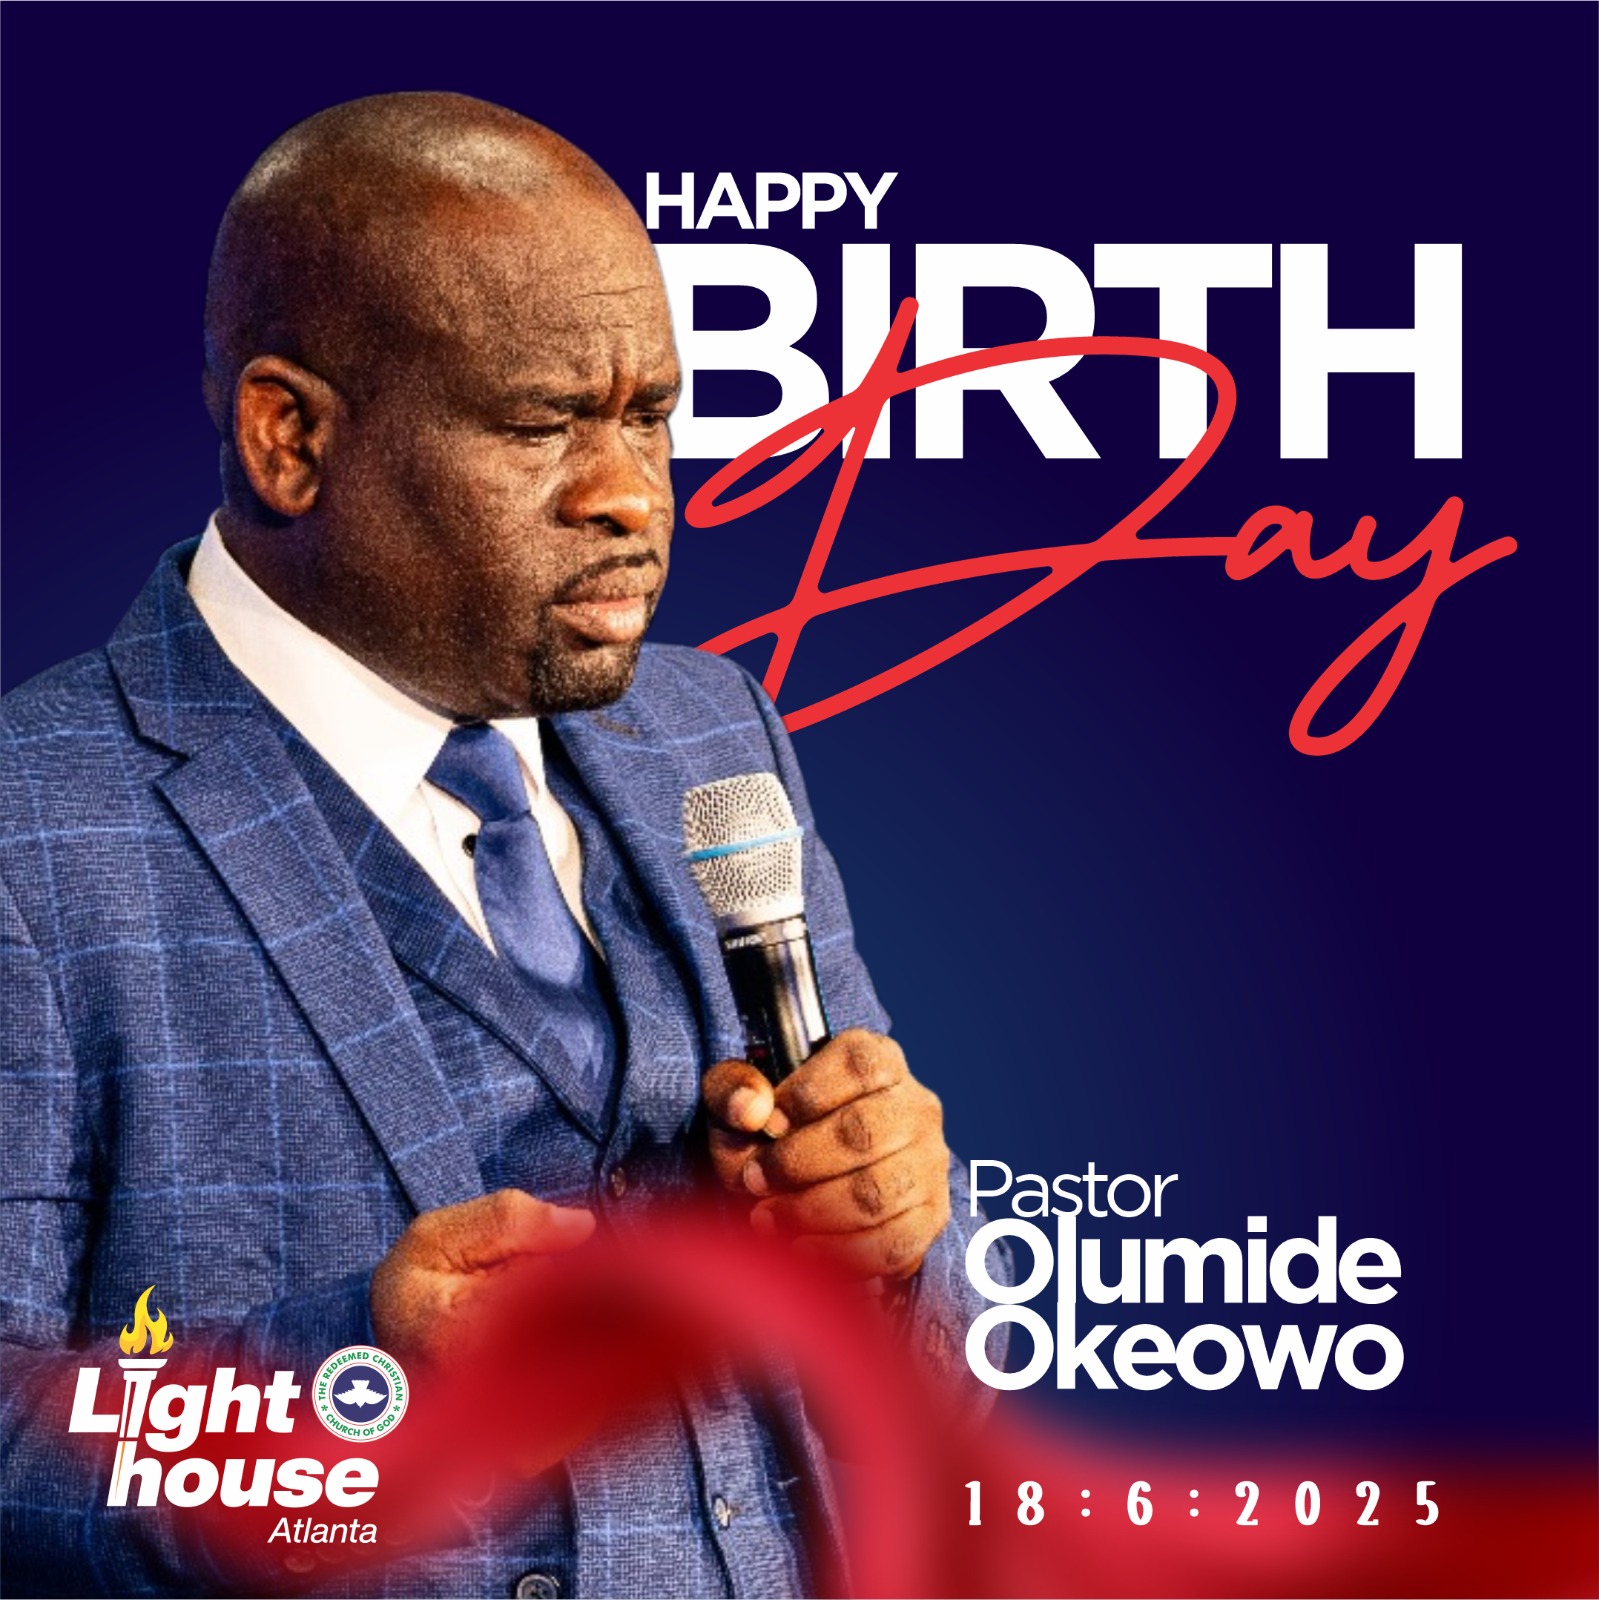 HAPPY
BIRTH
Day
Pastor
Olumide
Okeowo
Light
house
Atlanta
THE REDEEMED CHRISTIAN
* CHURCH OF GOD *
18:6:2025